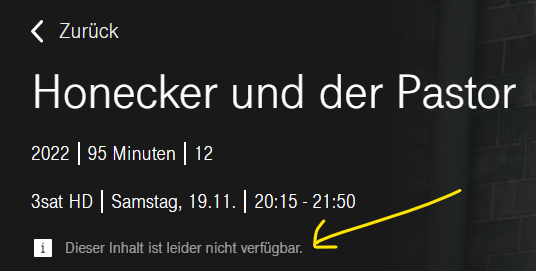 Zurück
Honecker und der Pastor
2022 | 95 Minuten | 12
3sat HD | Samstag, 19.11. | 20:15 - 21:50
i Dieser Inhalt ist leider nicht verfügbar.